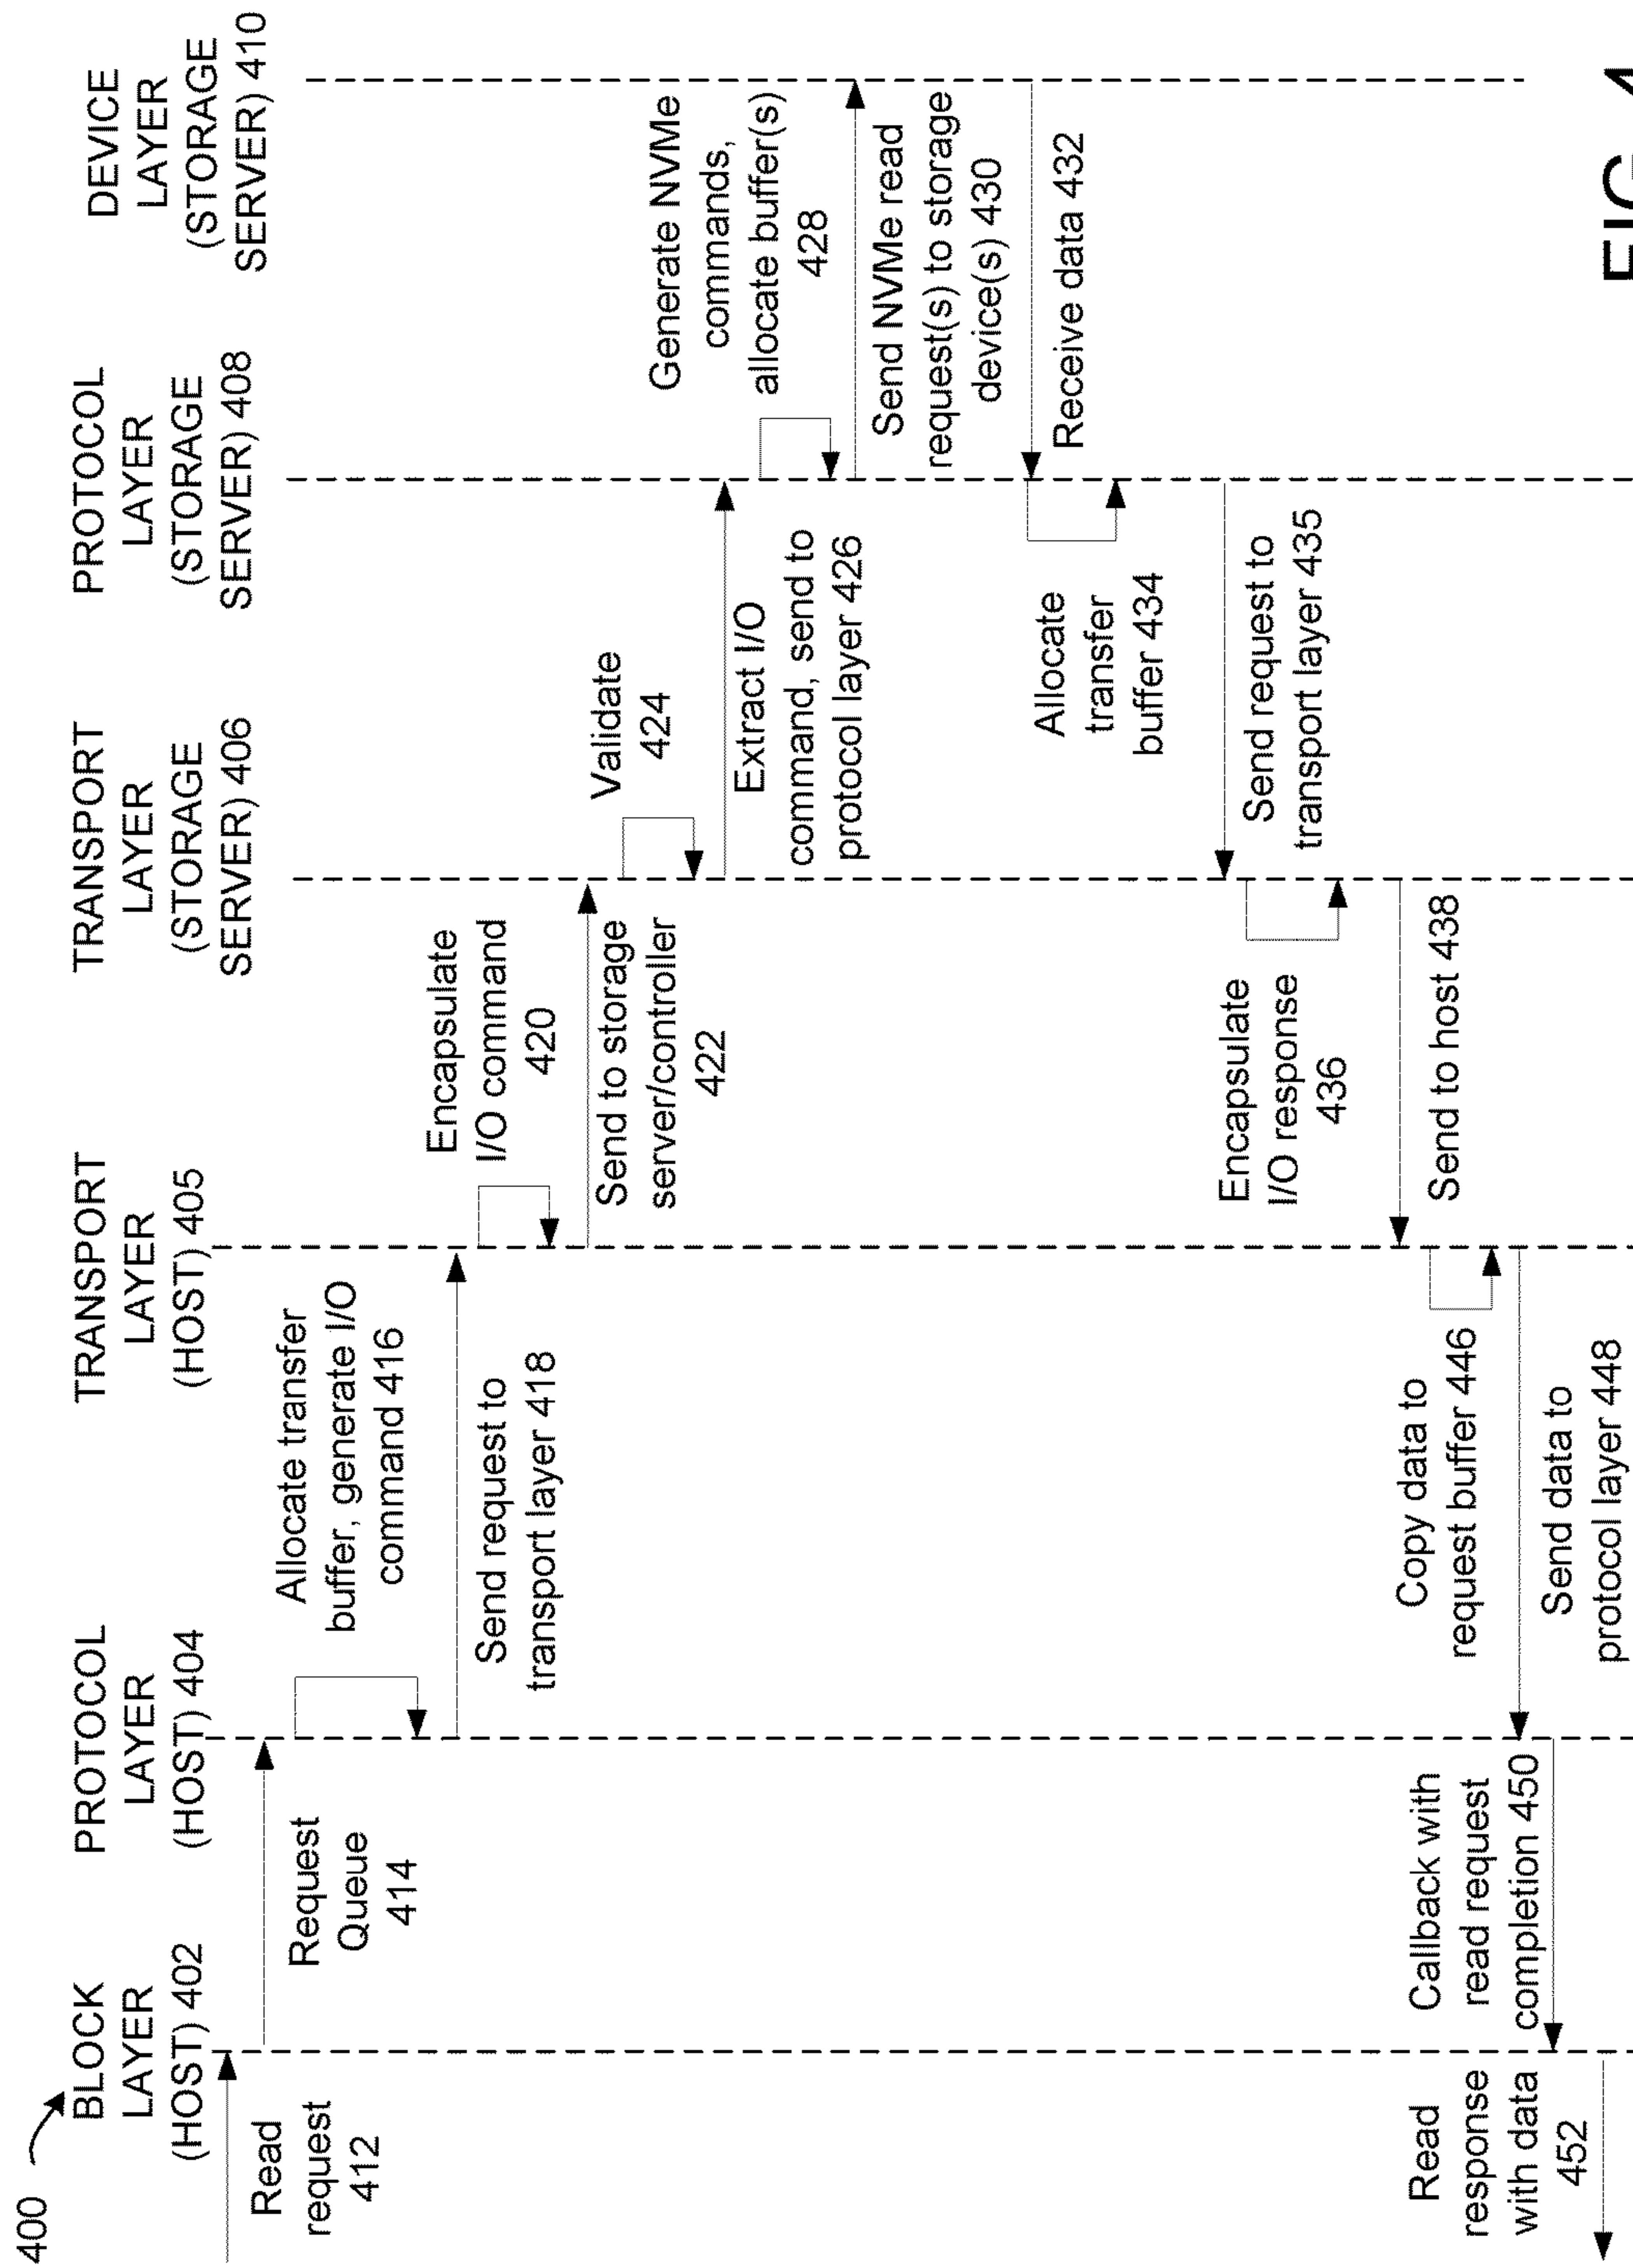 400
BLOCK
LAYER
(HOST) 402
PROTOCOL
LAYER
(HOST) 404
TRANSPORT
LAYER
(HOST) 405
TRANSPORT
LAYER
(STORAGE
SERVER) 406
PROTOCOL
LAYER
(STORAGE
SERVER) 408
DEVICE
LAYER
(STORAGE
SERVER) 410
Read
request
412
Request
Queue
414
Allocate transfer
buffer, generate I/O
command 416
Send request to
transport layer 418
Encapsulate
I/O command
420
Send to storage
server/controller
422
Validate
424
Extract I/O
command, send to
protocol layer 426
Generate NVMe
commands,
allocate buffer(s)
428
Send NVMe read
request(s) to storage
device(s) 430
Receive data 432
Allocate
transfer
buffer 434
Send request to
transport layer 435
Encapsulate
I/O response
436
Send to host 438
Copy data to
request buffer 446
Send data to
protocol layer 448
Callback with
read request
completion 450
Read
response
with data
452